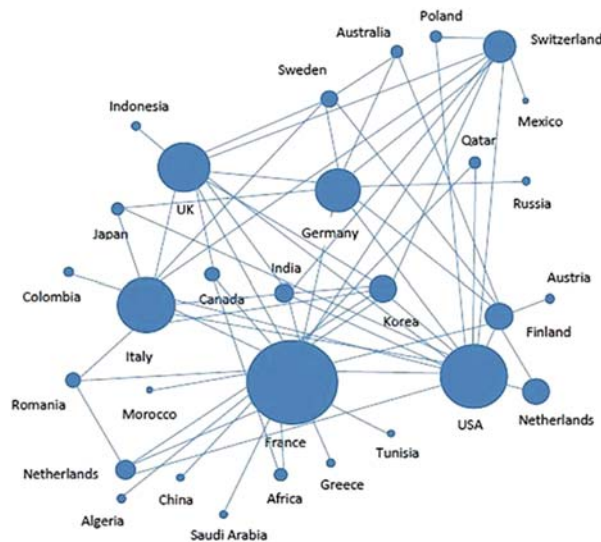 Poland
Australia
Switzerland
Sweden
Indonesia
Mexico
Qatar
UK
Russia
Germany
Japan
India
Colombia
Canada
Austria
Korea
Finland
Italy
Romania
Morocco
France
USA
Netherlands
Tunisia
Netherlands
Greece
China
Africa
Algeria
Saudi Arabia